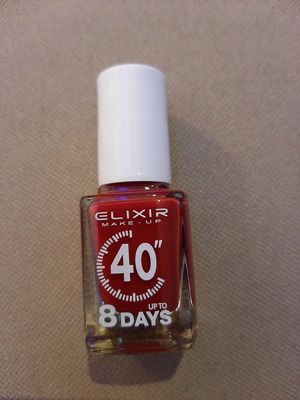 ELIXIR
MAKE-UP
40"
UP TO
8 DAYS